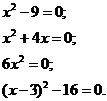 x² − 9 = 0;
x² + 4x = 0;
6x² = 0;
(x − 3)² − 16 = 0.